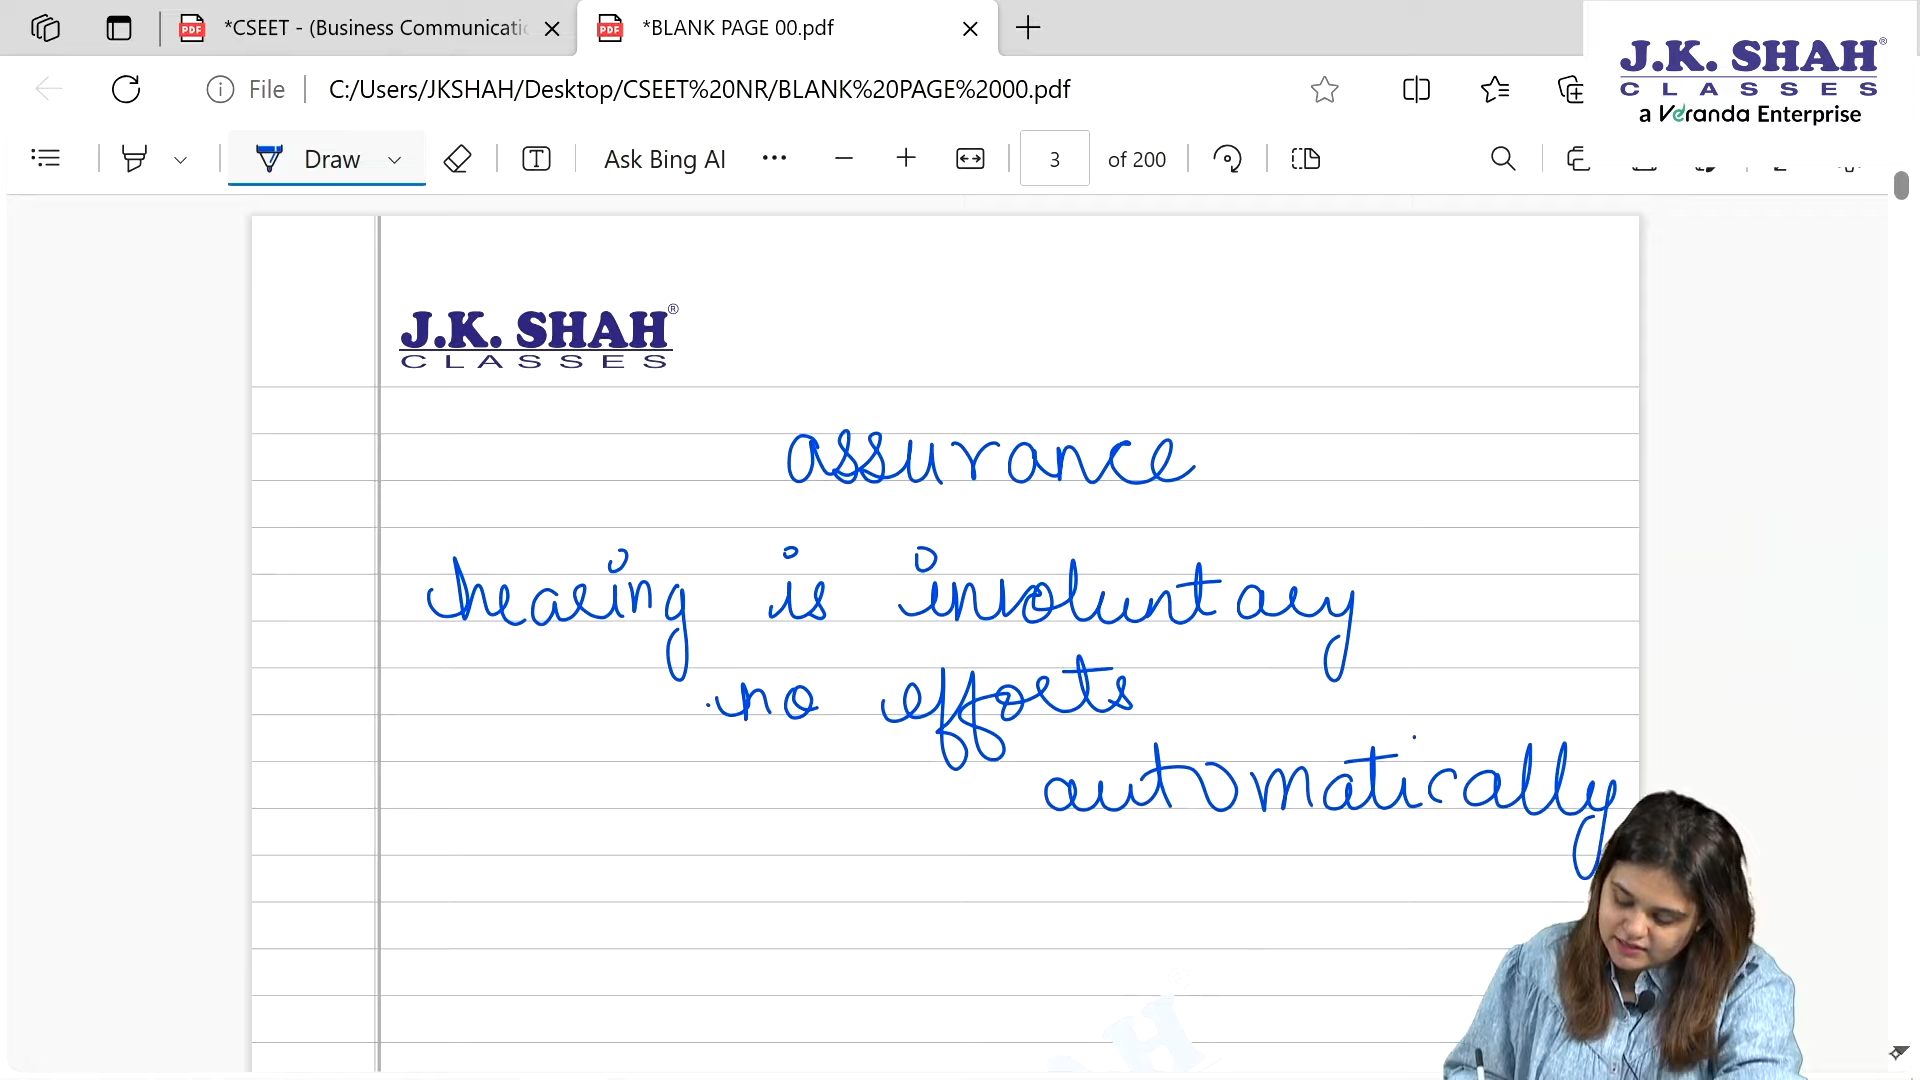 *CSEET - (Business Communicati
*BLANK PAGE 00.pdf
J.K. SHAH®
CLASSES
a Veranda Enterprise
File
C:/Users/JKSHAH/Desktop/CSEET%20NR/BLANK%20PAGE%2000.pdf
Draw
Ask Bing AI
3
of 200
J.K. SHAH®
CLASSES
assurance
hearing is involuntary
no efforts
automatically